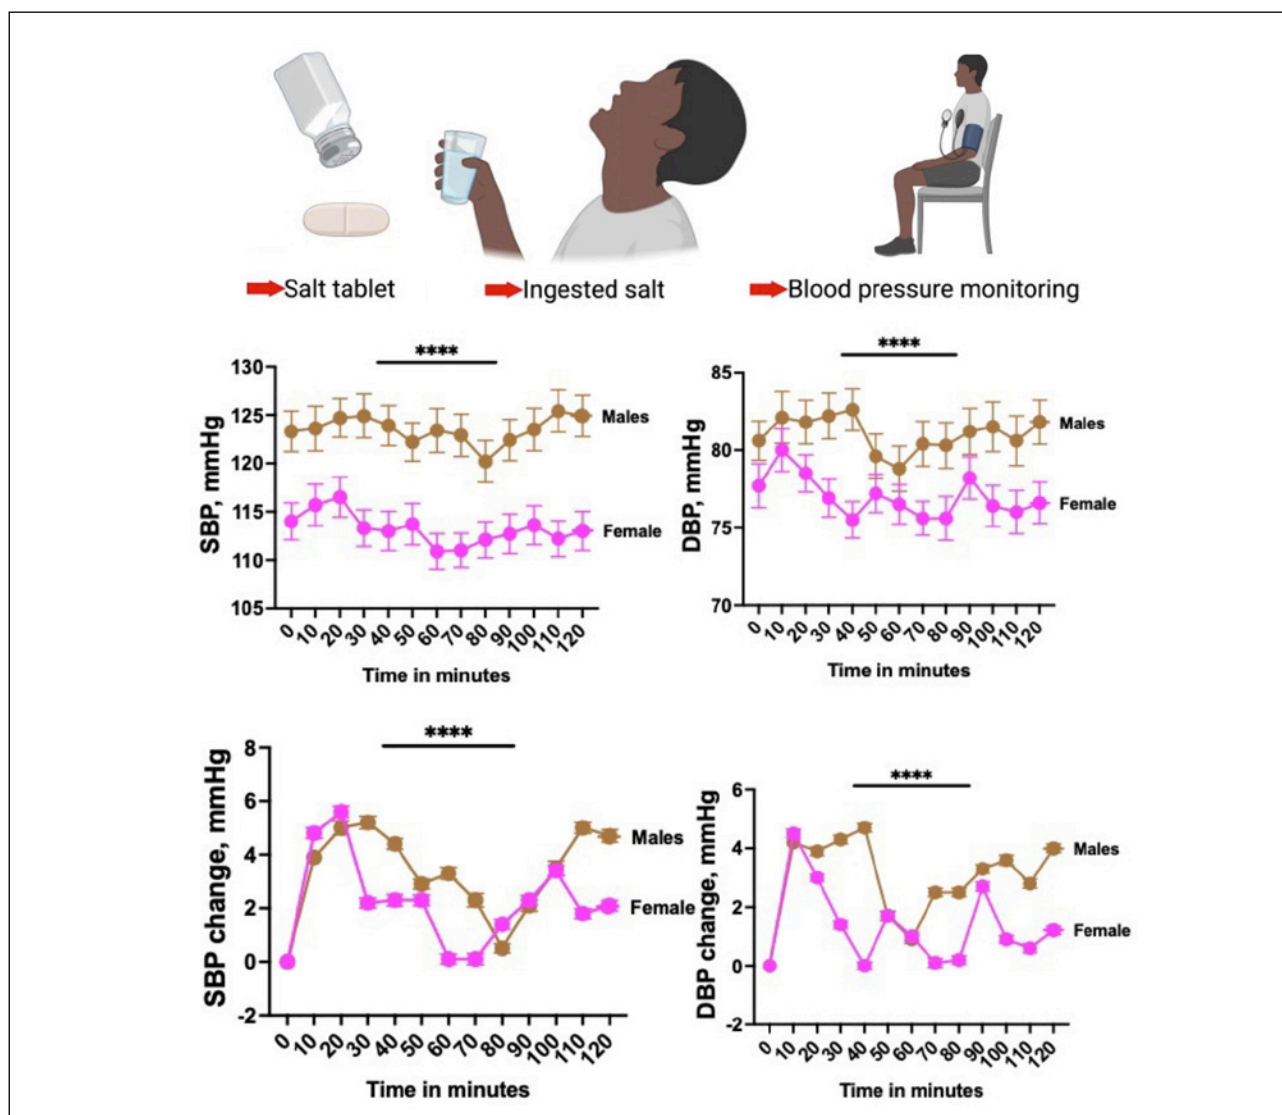 Salt tablet
Ingested salt
Blood pressure monitoring
****
SBP, mmHg
130
125
120
115
110
105
Males
Female
0 10 20 30 40 50 60 70 80 90 100 110 120
Time in minutes
****
DBP, mmHg
85
80
75
70
Males
Female
0 10 20 30 40 50 60 70 80 90 100 110 120
Time in minutes
****
SBP change, mmHg
8
6
4
2
0
-2
Males
Female
0 10 20 30 40 50 60 70 80 90 100 110 120
Time in minutes
****
DBP change, mmHg
6
4
2
0
-2
Males
Female
0 10 20 30 40 50 60 70 80 90 100 110 120
Time in minutes